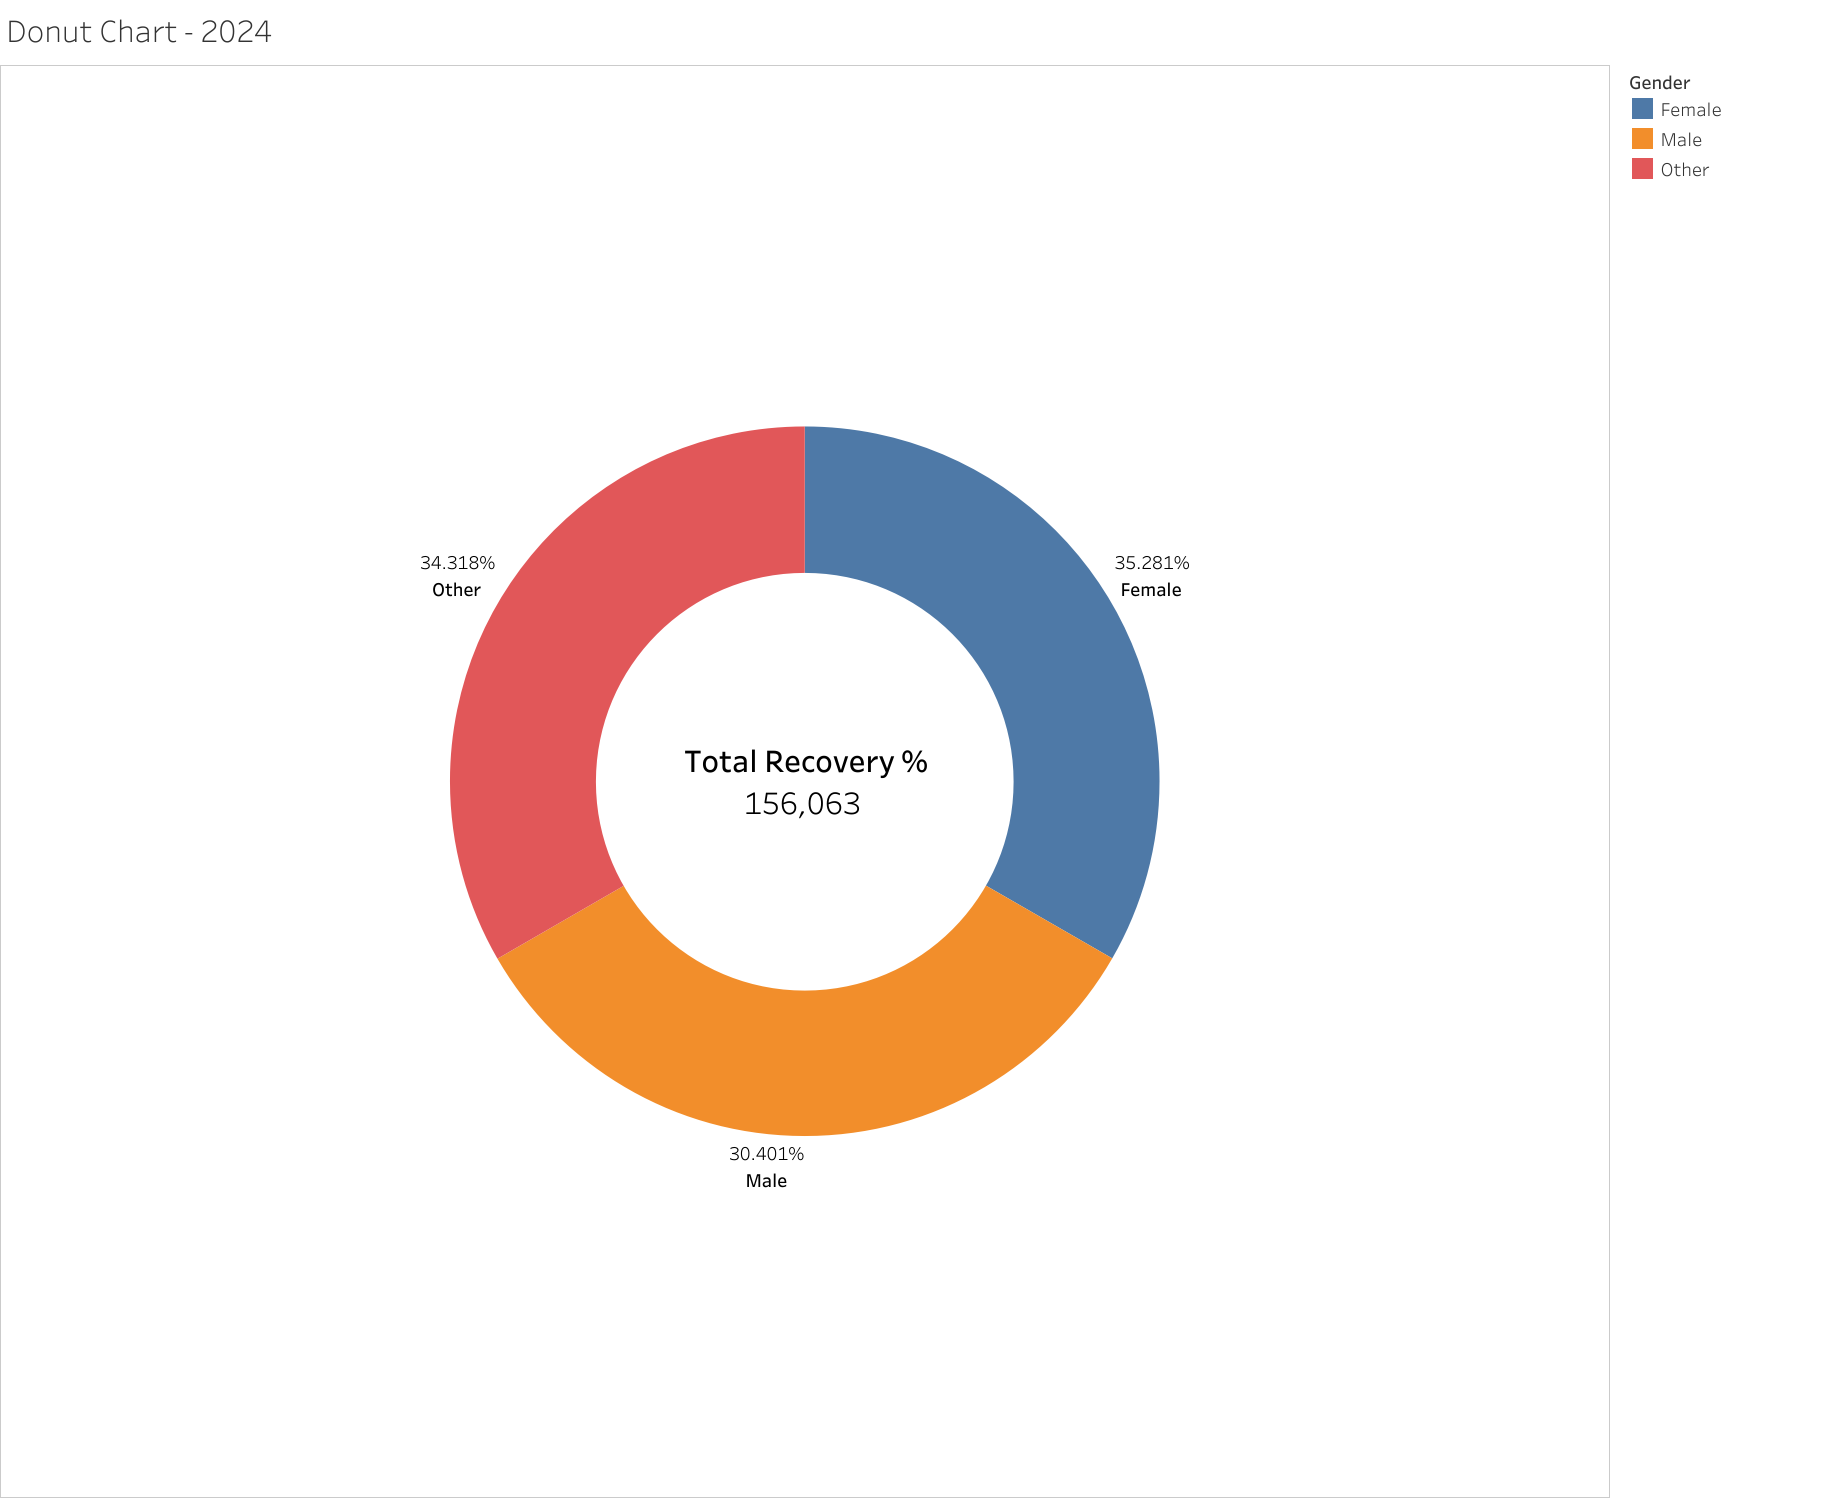 Donut Chart - 2024
Gender
Female
Male
Other
34.318%
Other
35.281%
Female
Total Recovery %
156,063
30.401%
Male